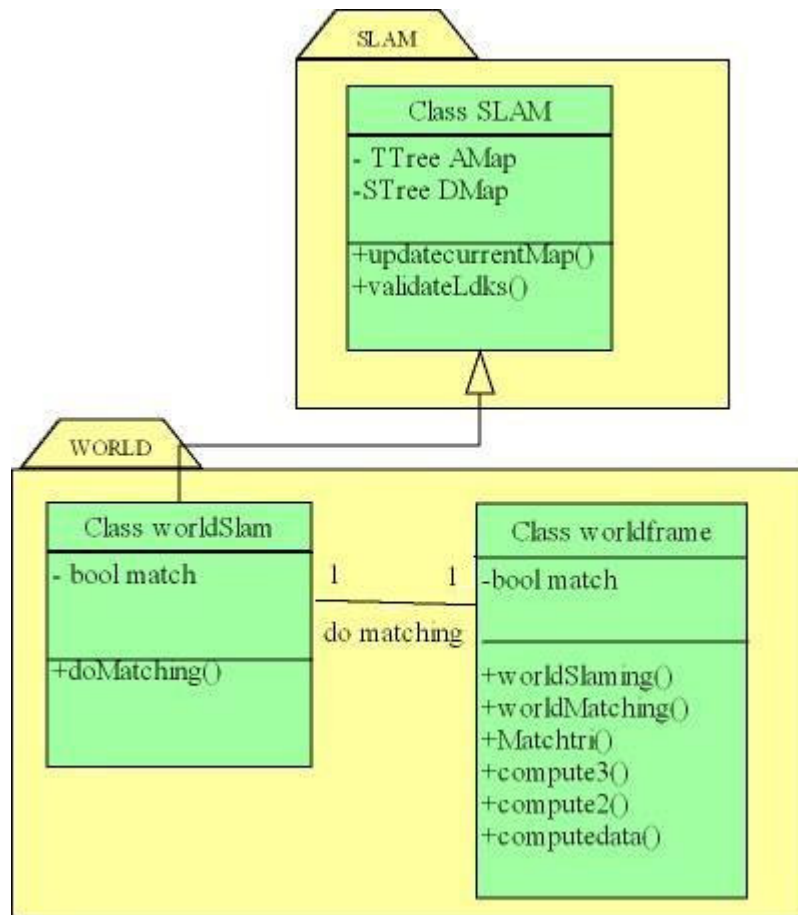 SLAM
Class SLAM
- TTree AMap
-STree DMap
+updatecurrentMap()
+validateLdks()
WORLD
Class worldSlam
- bool match
+doMatching()
1 1
do matching
Class worldframe
-bool match
+worldSlaming()
+worldMatching()
+Matchtri()
+compute3()
+compute2()
+computedata()